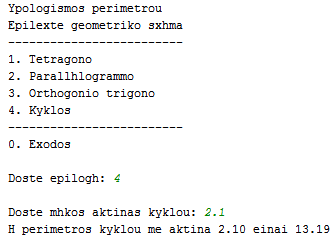 Ypologismos perimetrou
Epilexte geometriko sxhma
-------------------------
1. Tetragono
2. Parallhlogrammo
3. Orthogonio trigono
4. Kyklos
-------------------------
0. Exodos
Doste epilogh: 4
Doste mhkos aktinas kyklou: 2.1
H perimetros kyklou me aktina 2.10 einai 13.19